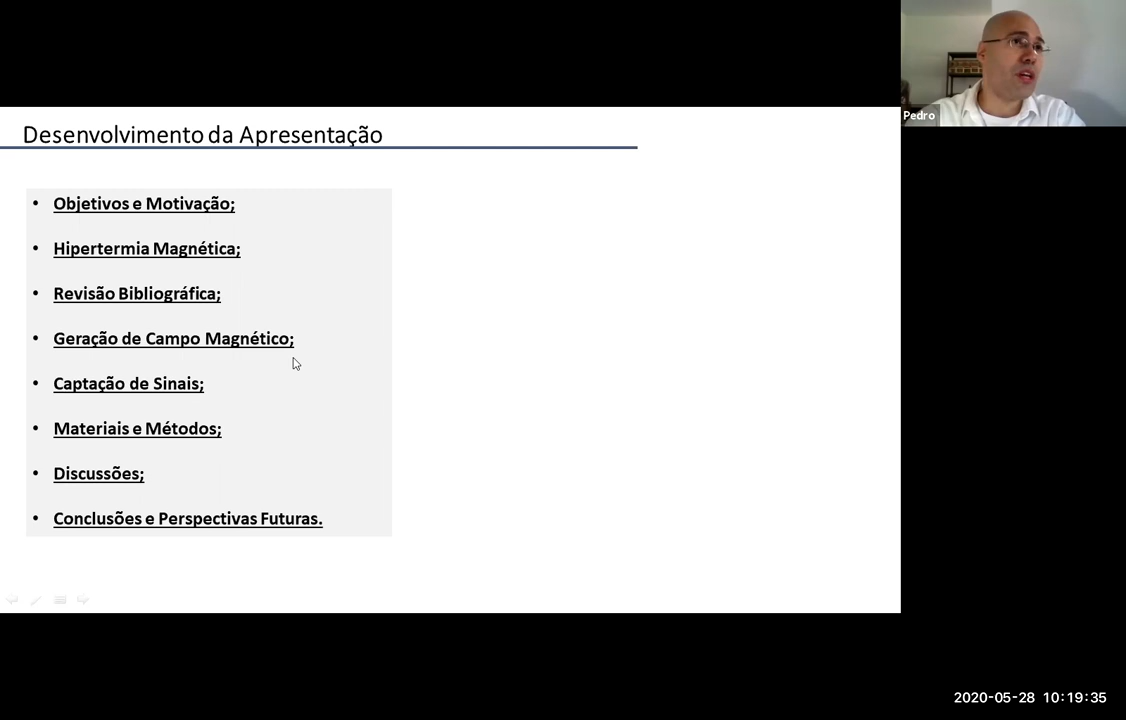 Pedro
Desenvolvimento da Apresentação
• Objetivos e Motivação;
• Hipertermia Magnética;
• Revisão Bibliográfica;
• Geração de Campo Magnético;
• Captação de Sinais;
• Materiais e Métodos;
• Discussões;
• Conclusões e Perspectivas Futuras.
2020-05-28 10:19:35